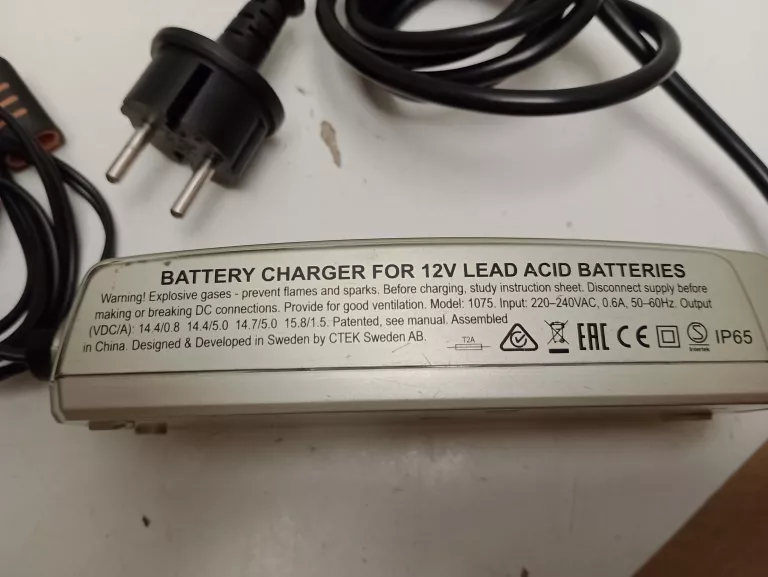 BATTERY CHARGER FOR 12V LEAD ACID BATTERIES
Warning! Explosive gases - prevent flames and sparks. Before charging, study instruction sheet. Disconnect supply before
making or breaking DC connections. Provide for good ventilation. Model: 1075. Input: 220–240VAC, 0.6A, 50–60Hz. Output
(VDC/A): 14.4/0.8 14.4/5.0 14.7/5.0 15.8/1.5. Patented, see manual. Assembled
in China. Designed & Developed in Sweden by CTEK Sweden AB.
T2A
EAC CE S Intertek IP65